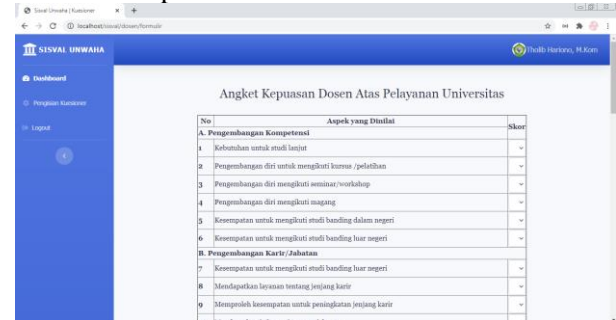 Sisval Unwaha | Kuesioner
localhost/sisval/dosen/formulir
SISVAL UNWAHA
Tholib Hariono, M.Kom
Dashboard
Pengisian Kuesioner
Logout
Angket Kepuasan Dosen Atas Pelayanan Universitas
No Aspek yang Dinilai Skor
A. Pengembangan Kompetensi
1 Kebutuhan untuk studi lanjut
2 Pengembangan diri untuk mengikuti kursus /pelatihan
3 Pengembangan diri mengikuti seminar/workshop
4 Pengembangan diri mengikuti magang
5 Kesempatan untuk mengikuti studi banding dalam negeri
6 Kesempatan untuk mengikuti studi banding luar negeri
B. Pengembangan Karir/Jabatan
7 Kesempatan untuk mengikuti studi banding luar negeri
8 Mendapatkan layanan tentang jenjang karir
9 Memproleh kesempatan untuk peningkatan jenjang karir